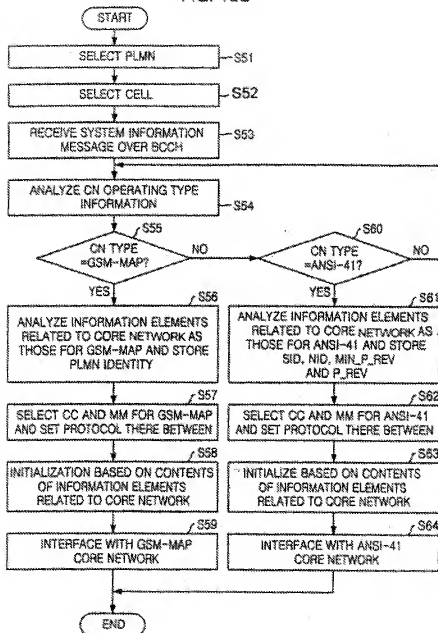 START
SELECT PLMN
S51
SELECT CELL
S52
RECEIVE SYSTEM INFORMATION
MESSAGE OVER BCCH
S53
ANALYZE CN OPERATING TYPE
INFORMATION
S54
S55
CN TYPE
=GSM-MAP?
NO
YES
S60
CN TYPE
=ANSI-41?
NO
YES
S56
ANALYZE INFORMATION ELEMENTS
RELATED TO CORE NETWORK AS
THOSE FOR GSM-MAP AND STORE
PLMN IDENTITY
S57
SELECT CC AND MM FOR GSM-MAP
AND SET PROTOCOL THERE BETWEEN
S58
INITIALIZATION BASED ON CONTENTS
OF INFORMATION ELEMENTS
RELATED TO CORE NETWORK
S59
INTERFACE WITH GSM-MAP
CORE NETWORK
S61
ANALYZE INFORMATION ELEMENTS
RELATED TO CORE NETWORK AS
THOSE FOR ANSI-41 AND STORE
SID, NID, MIN_P_REV
AND P_REV
S62
SELECT CC AND MM FOR ANSI-41
AND SET PROTOCOL THERE BETWEEN
S63
INITIALIZE BASED ON CONTENTS
OF INFORMATION ELEMENTS
RELATED TO CORE NETWORK
S64
INTERFACE WITH ANSI-41
CORE NETWORK
END